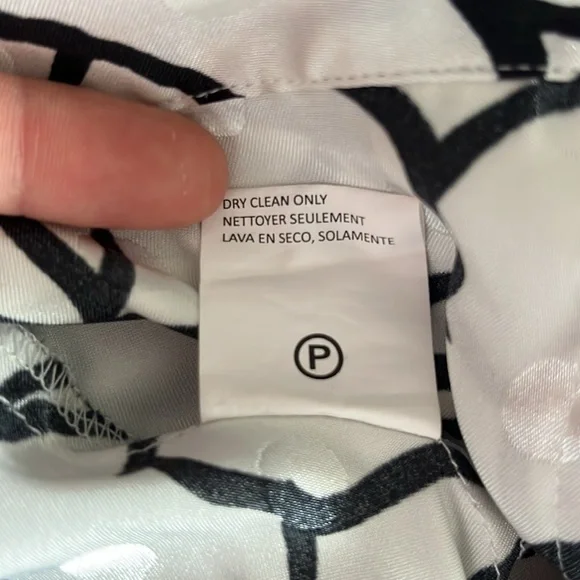 DRY CLEAN ONLY
NETTOYER SEULEMENT
LAVA EN SECO, SOLAMENTE
P